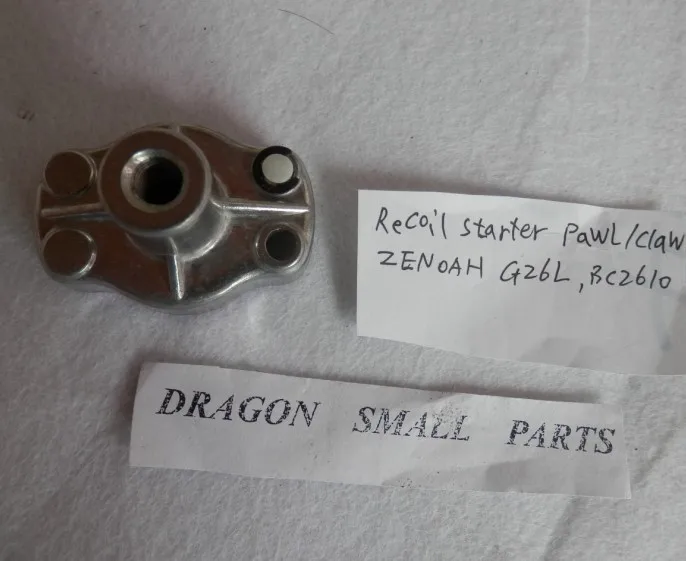 Recoil starter Pawl/claw
ZENOAH G26L, BC2610
DRAGON SMALL PARTS